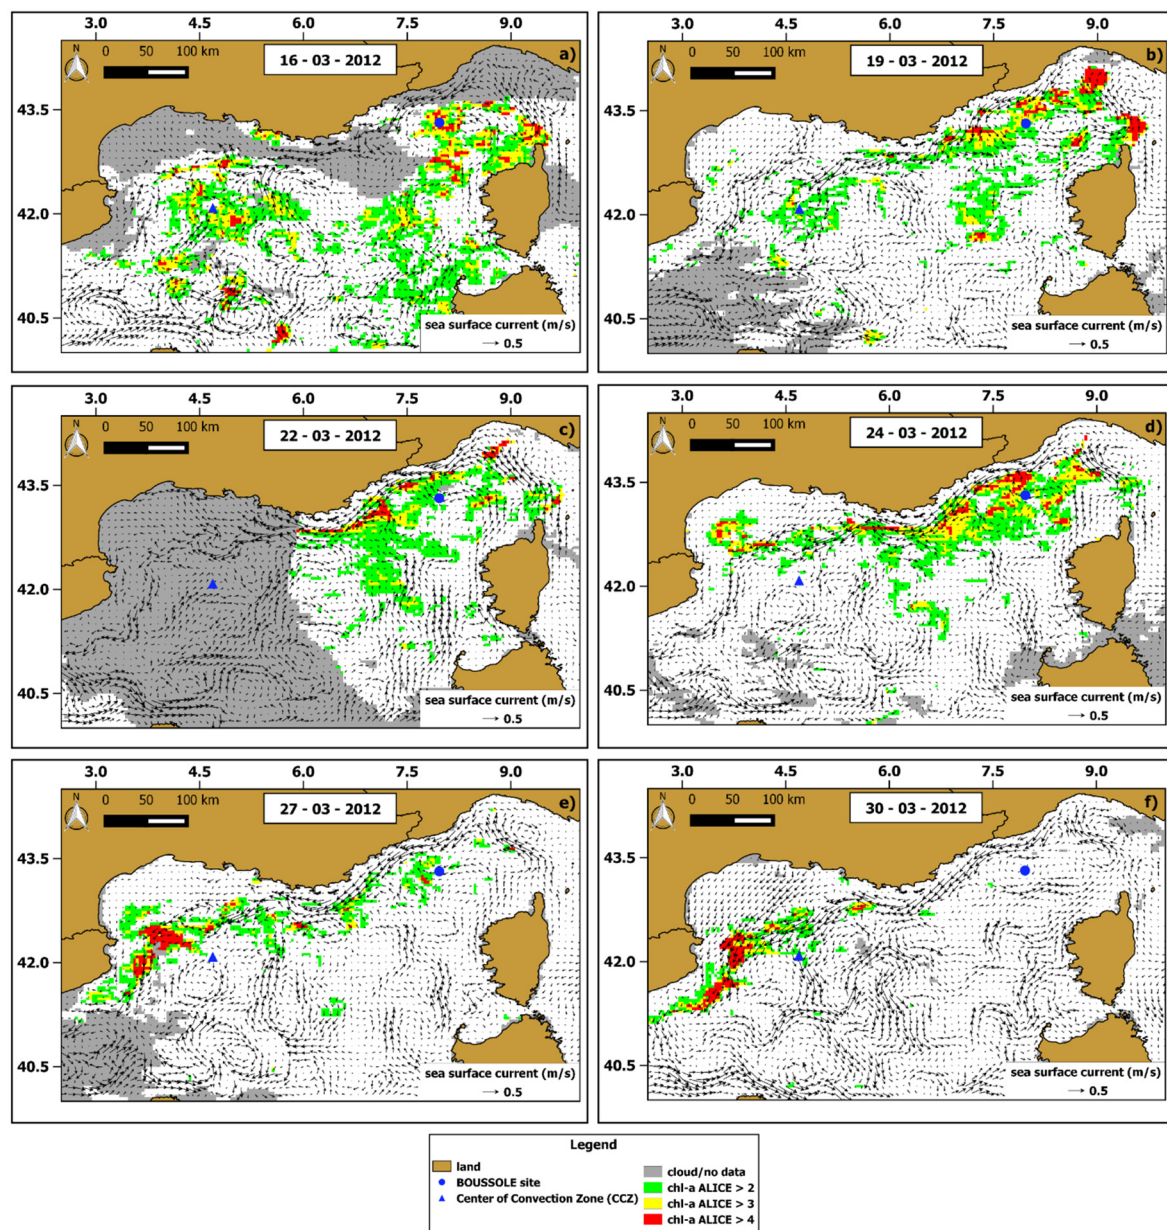 3.0 4.5 6.0 7.5 9.0
N
0 50 100 km
16 - 03 - 2012
a)
43.5
42.0
40.5
sea surface current (m/s)
0.5
3.0 4.5 6.0 7.5 9.0
N
0 50 100 km
19 - 03 - 2012
b)
43.5
42.0
40.5
sea surface current (m/s)
0.5
3.0 4.5 6.0 7.5 9.0
N
0 50 100 km
22 - 03 - 2012
c)
43.5
42.0
40.5
sea surface current (m/s)
0.5
3.0 4.5 6.0 7.5 9.0
N
0 50 100 km
24 - 03 - 2012
d)
43.5
42.0
40.5
sea surface current (m/s)
0.5
3.0 4.5 6.0 7.5 9.0
N
0 50 100 km
27 - 03 - 2012
e)
43.5
42.0
40.5
sea surface current (m/s)
0.5
3.0 4.5 6.0 7.5 9.0
N
0 50 100 km
30 - 03 - 2012
f)
43.5
42.0
40.5
sea surface current (m/s)
0.5
Legend
land
BOUSSOLE site
Center of Convection Zone (CCZ)
cloud/no data
chl-a ALICE > 2
chl-a ALICE > 3
chl-a ALICE > 4